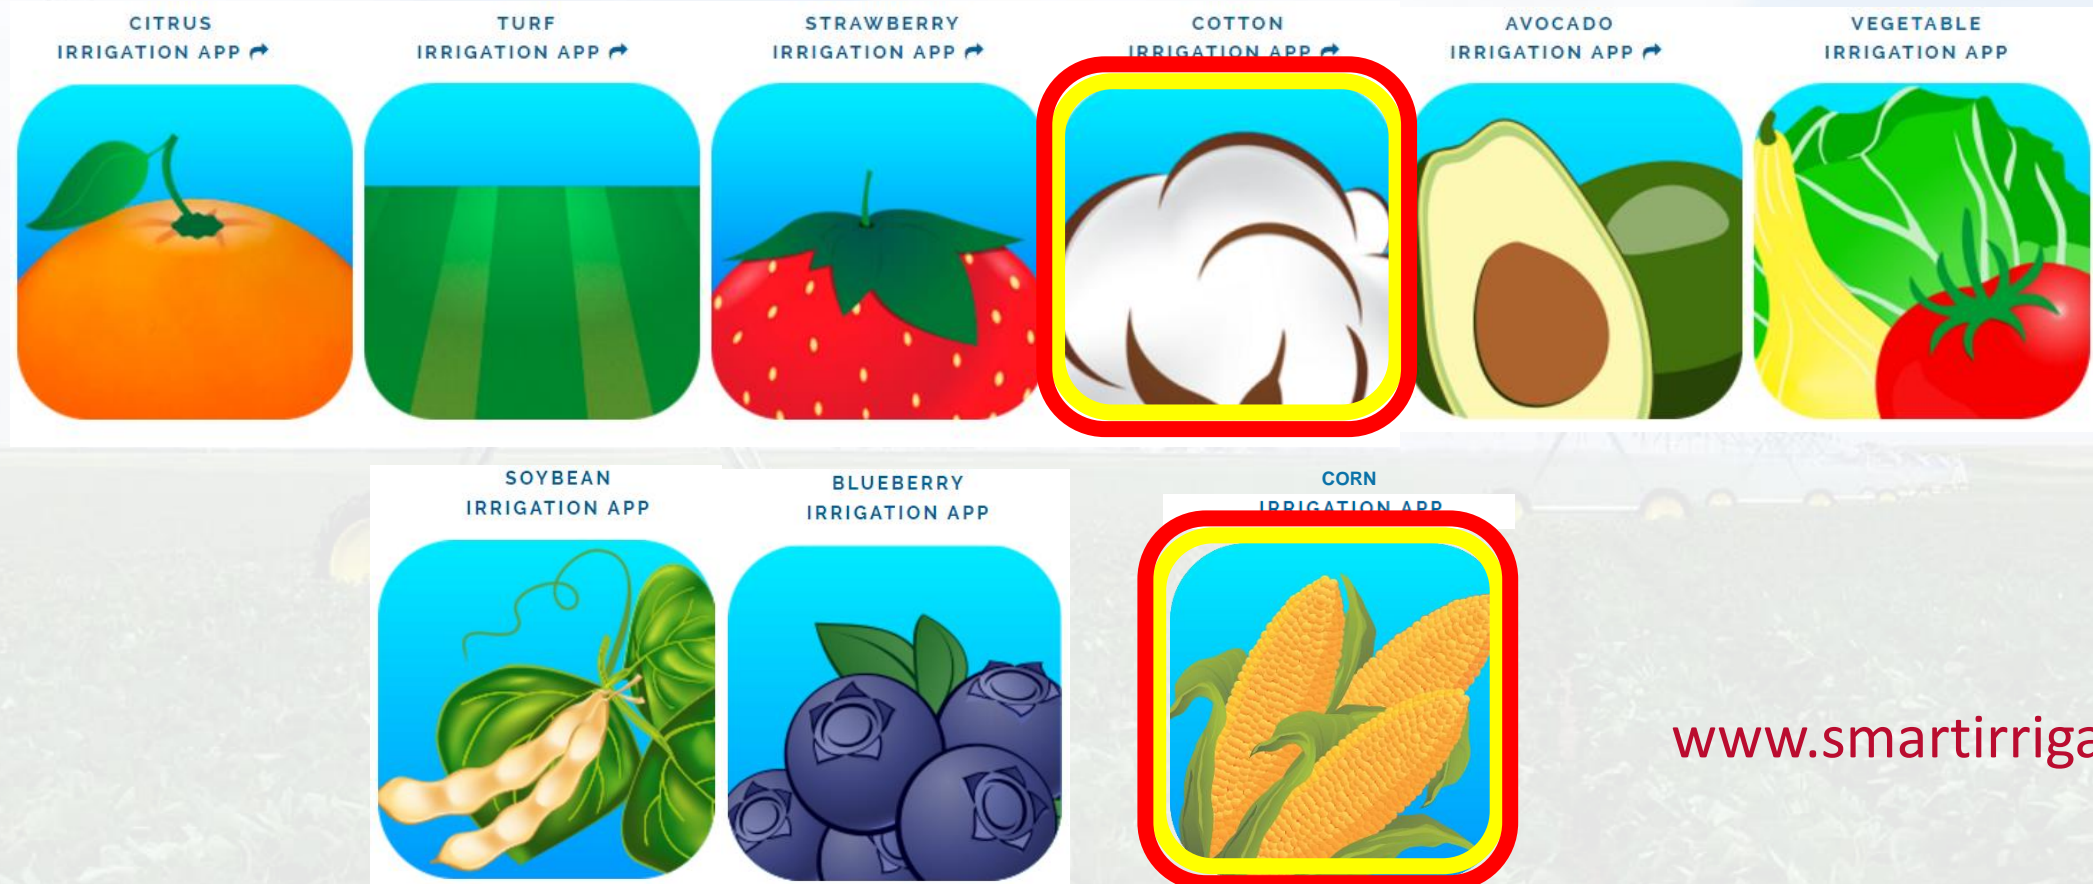 CITRUS
IRRIGATION APP
TURF
IRRIGATION APP
STRAWBERRY
IRRIGATION APP
COTTON
IRRIGATION APP
AVOCADO
IRRIGATION APP
VEGETABLE
IRRIGATION APP
SOYBEAN
IRRIGATION APP
BLUEBERRY
IRRIGATION APP
CORN
IRRIGATION APP
www.smartirriga